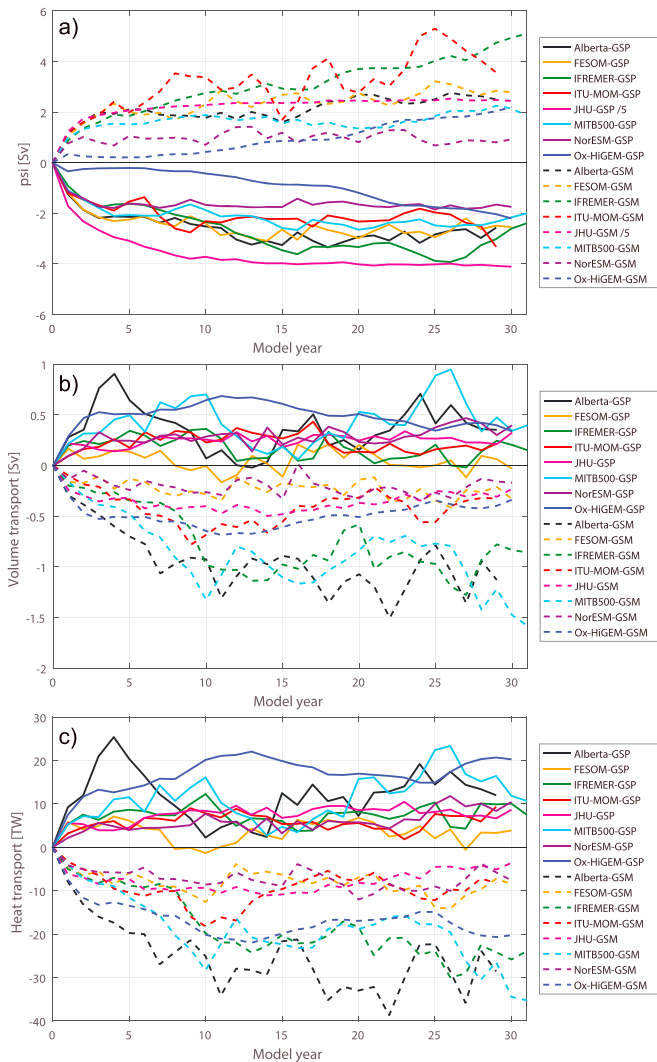 a)
psi [Sv]
6
4
2
0
-2
-4
-6
0 5 10 15 20 25 30
Model year
Alberta-GSP
FESOM-GSP
IFREMER-GSP
ITU-MOM-GSP
JHU-GSP /5
MITB500-GSP
NorESM-GSP
Ox-HiGEM-GSP
Alberta-GSM
FESOM-GSM
IFREMER-GSM
ITU-MOM-GSM
JHU-GSM /5
MITB500-GSM
NorESM-GSM
Ox-HiGEM-GSM
b)
Volume transport [Sv]
1
0.5
0
-0.5
-1
-1.5
-2
0 5 10 15 20 25 30
Model year
Alberta-GSP
FESOM-GSP
IFREMER-GSP
ITU-MOM-GSP
JHU-GSP
MITB500-GSP
NorESM-GSP
Ox-HiGEM-GSP
Alberta-GSM
FESOM-GSM
IFREMER-GSM
ITU-MOM-GSM
JHU-GSM
MITB500-GSM
NorESM-GSM
Ox-HiGEM-GSM
c)
Heat transport [TW]
30
20
10
0
-10
-20
-30
-40
0 5 10 15 20 25 30
Model year
Alberta-GSP
FESOM-GSP
IFREMER-GSP
ITU-MOM-GSP
JHU-GSP
MITB500-GSP
NorESM-GSP
Ox-HiGEM-GSP
Alberta-GSM
FESOM-GSM
IFREMER-GSM
ITU-MOM-GSM
JHU-GSM
MITB500-GSM
NorESM-GSM
Ox-HiGEM-GSM